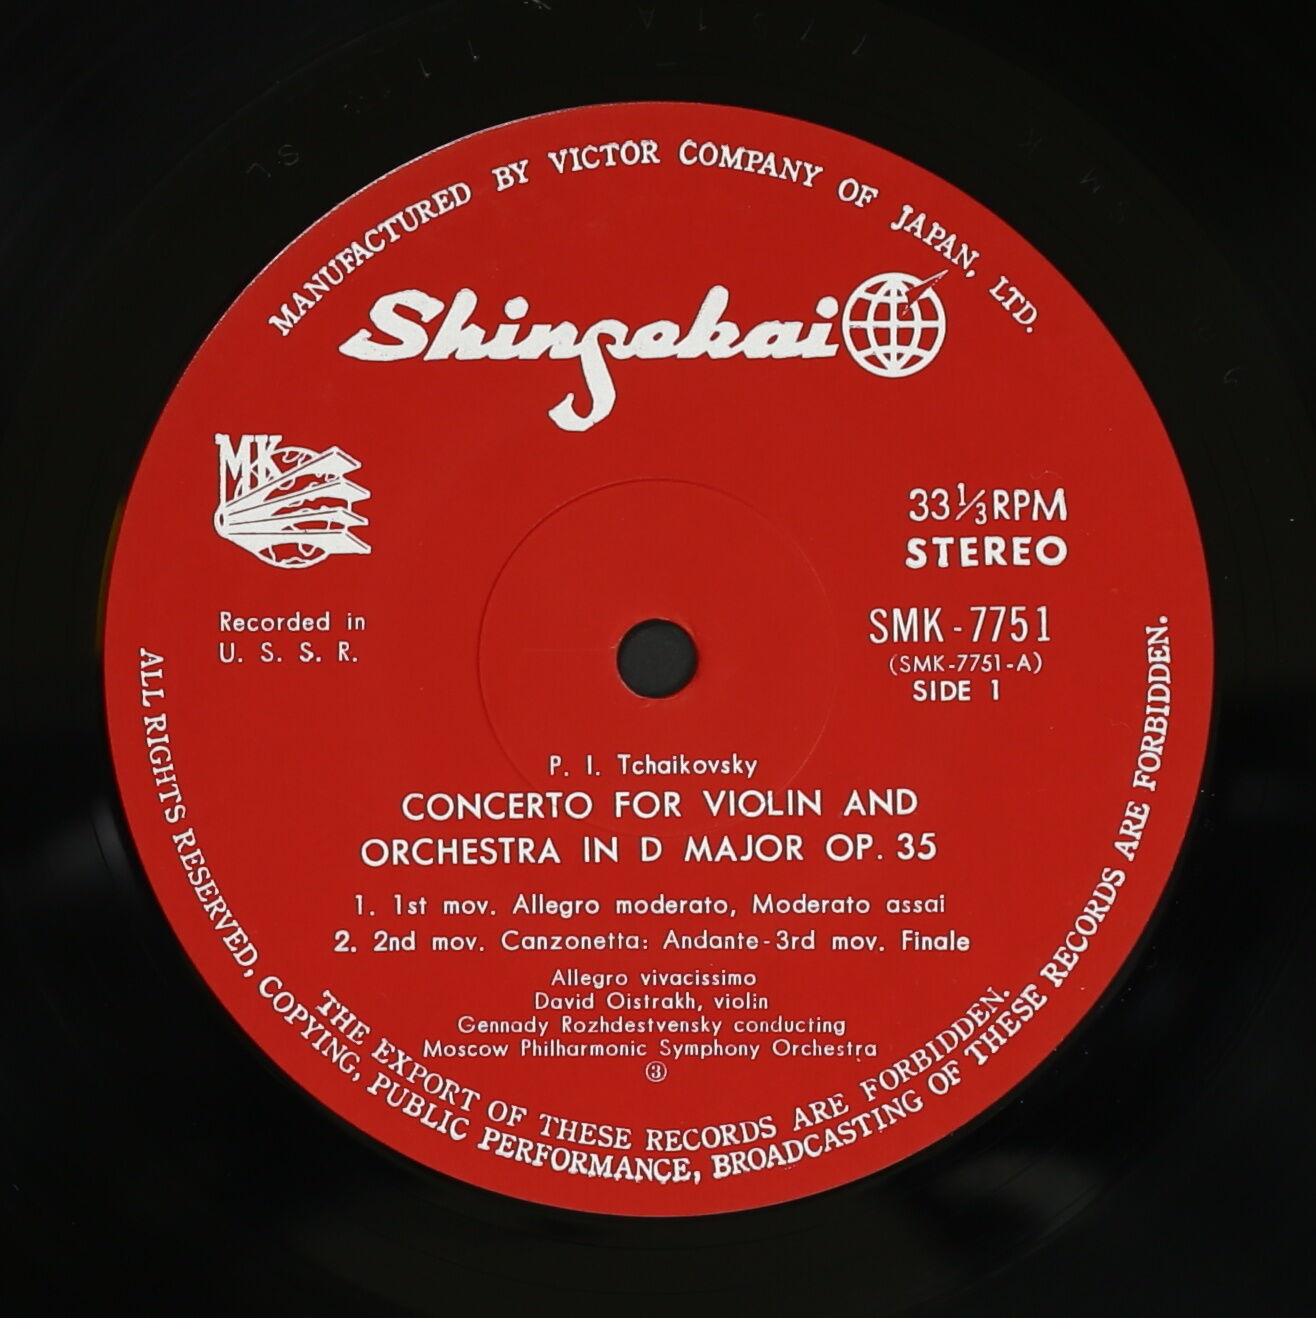 MANUFACTURED BY VICTOR COMPANY OF JAPAN, LTD.
Shinsekai
MK
33⅓RPM
STEREO
Recorded in
U. S. S. R.
SMK-7751
(SMK-7751-A)
SIDE 1
P. I. Tchaikovsky
CONCERTO FOR VIOLIN AND
ORCHESTRA IN D MAJOR OP. 35
1. 1st mov. Allegro moderato, Moderato assai
2. 2nd mov. Canzonetta: Andante-3rd mov. Finale
Allegro vivacissimo
David Oistrakh, violin
Gennady Rozhdestvensky conducting
Moscow Philharmonic Symphony Orchestra
③
THE EXPORT OF THESE RECORDS ARE FORBIDDEN.
ALL RIGHTS RESERVED, COPYING, PUBLIC PERFORMANCE, BROADCASTING OF THESE RECORDS ARE FORBIDDEN.